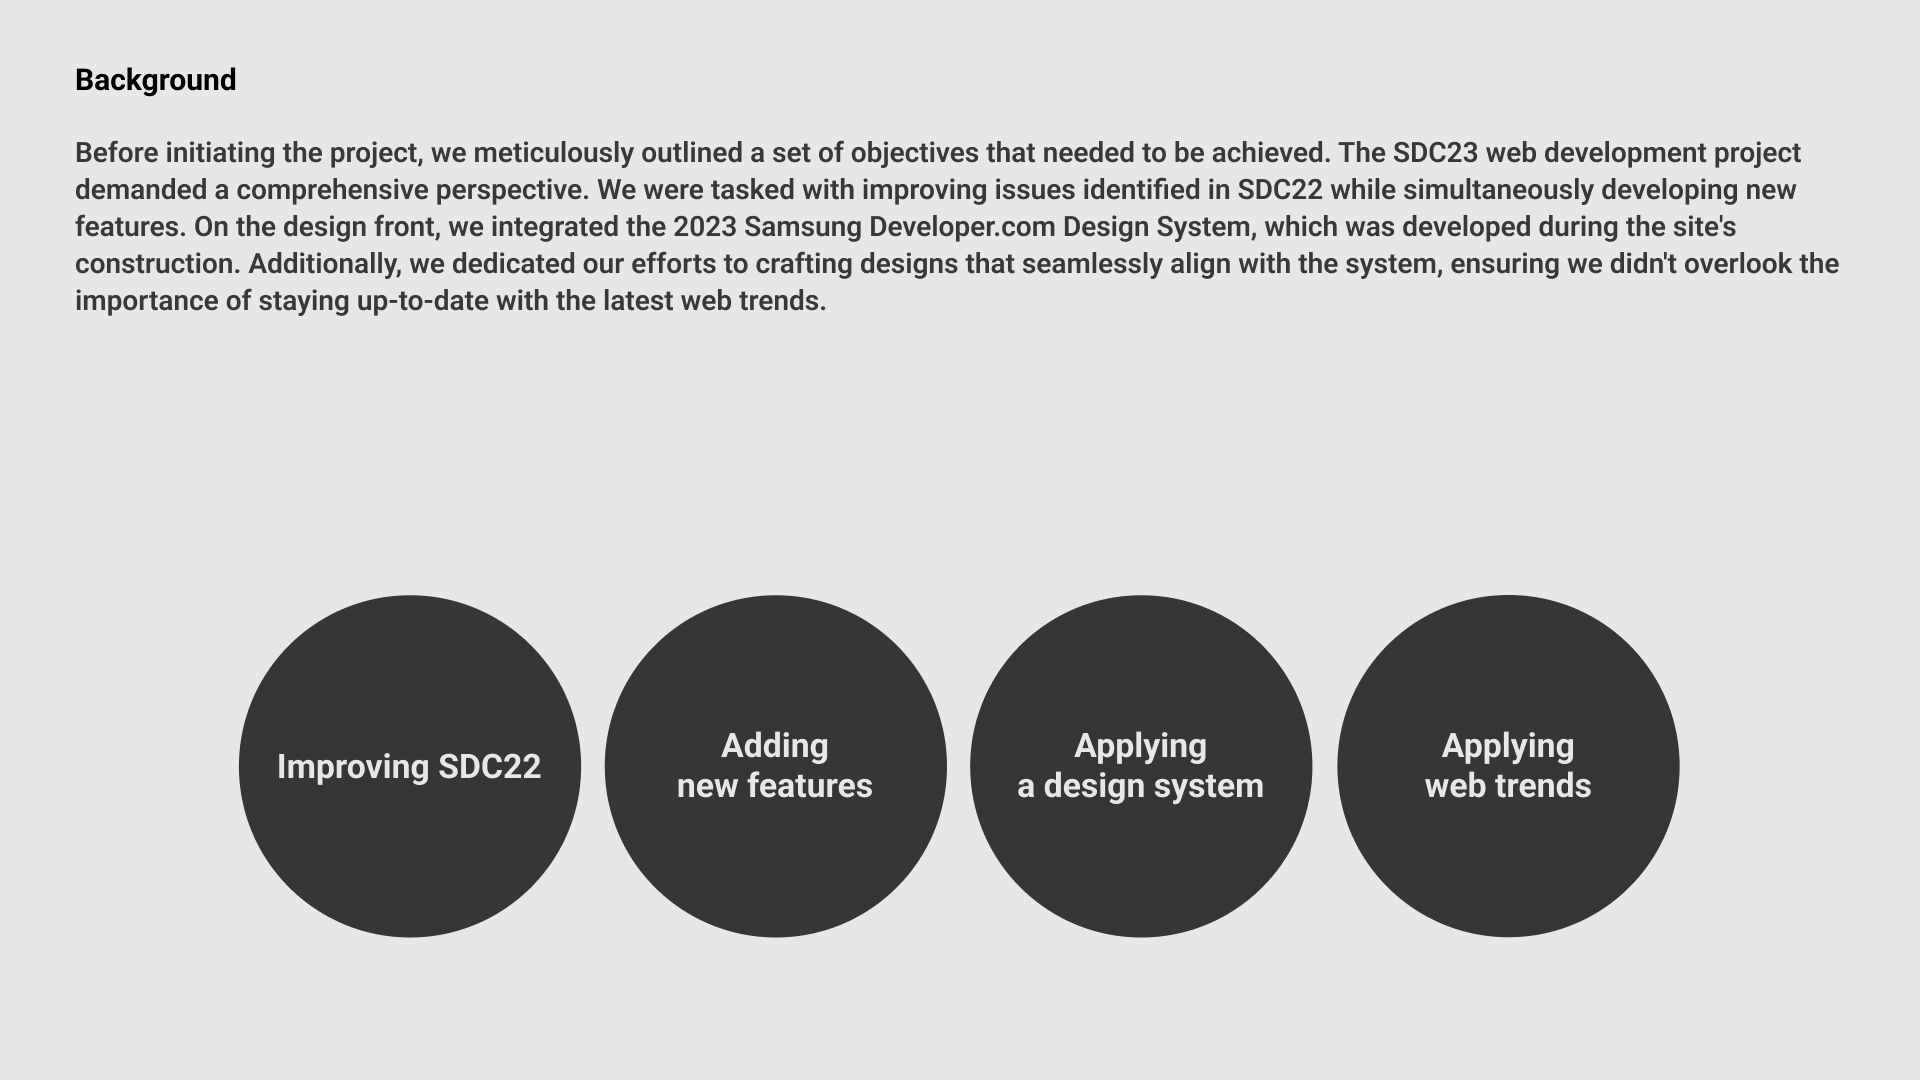 Background
Before initiating the project, we meticulously outlined a set of objectives that needed to be achieved. The SDC23 web development project
demanded a comprehensive perspective. We were tasked with improving issues identified in SDC22 while simultaneously developing new
features. On the design front, we integrated the 2023 Samsung Developer.com Design System, which was developed during the site's
construction. Additionally, we dedicated our efforts to crafting designs that seamlessly align with the system, ensuring we didn't overlook the
importance of staying up-to-date with the latest web trends.
Improving SDC22
Adding
new features
Applying
a design system
Applying
web trends